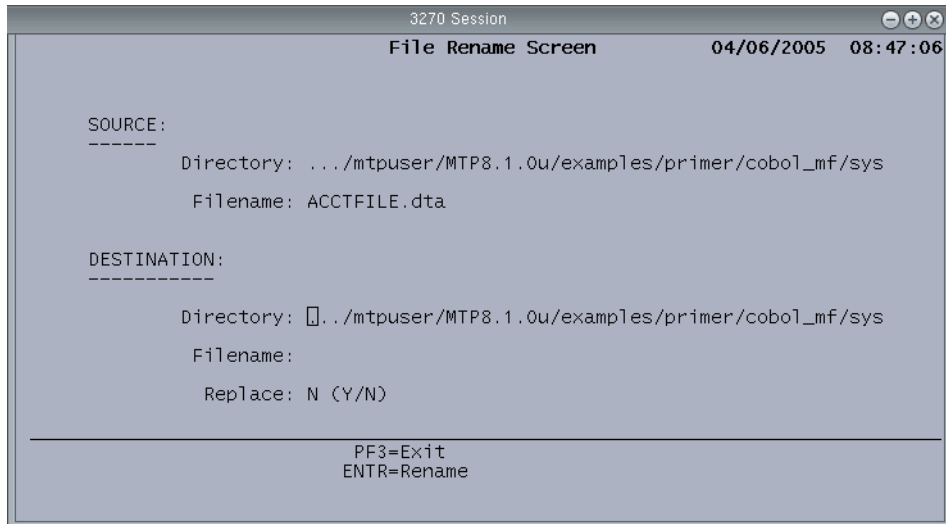 3270 Session
File Rename Screen 04/06/2005 08:47:06
SOURCE:
------
Directory: .../mtpuser/MTP8.1.0u/examples/primer/cobol_mf/sys
Filename: ACCTFILE.dta
DESTINATION:
-----------
Directory: .../mtpuser/MTP8.1.0u/examples/primer/cobol_mf/sys
Filename:
Replace: N (Y/N)
PF3=Exit
ENTR=Rename